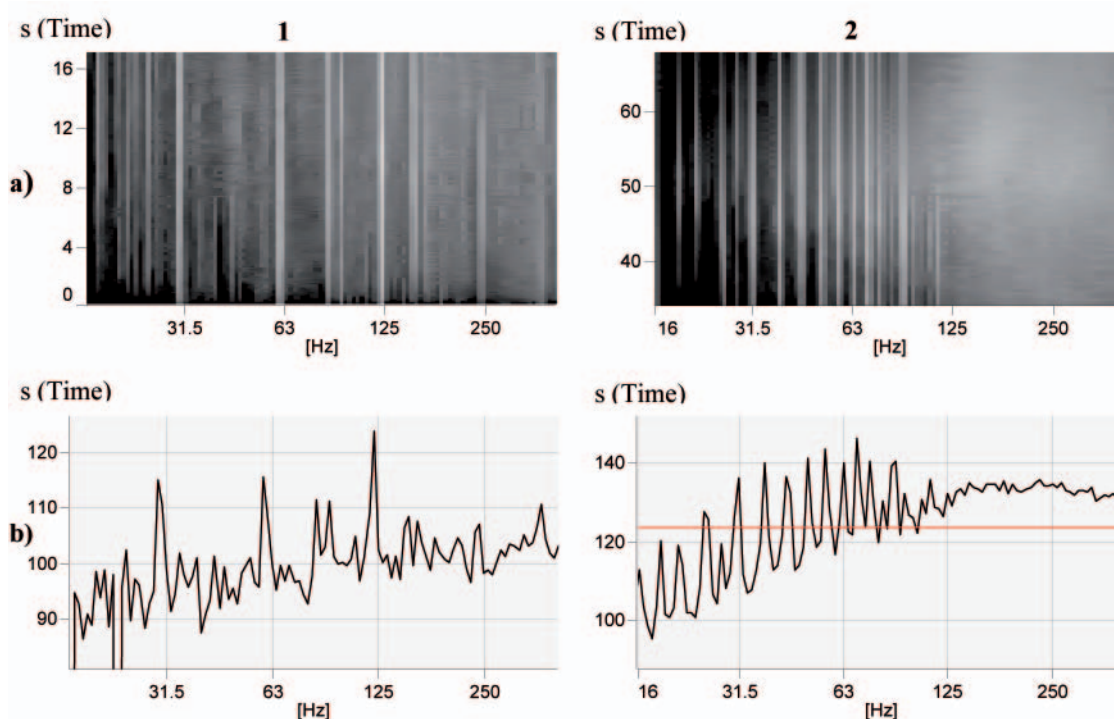 s (Time) 1 s (Time) 2
a)
16
12
8
4
0
31.5 63 125 250
[Hz]
60
50
40
16 31.5 63 125 250
[Hz]
s (Time) s (Time)
b)
120
110
100
90
31.5 63 125 250
[Hz]
140
120
100
16 31.5 63 125 250
[Hz]